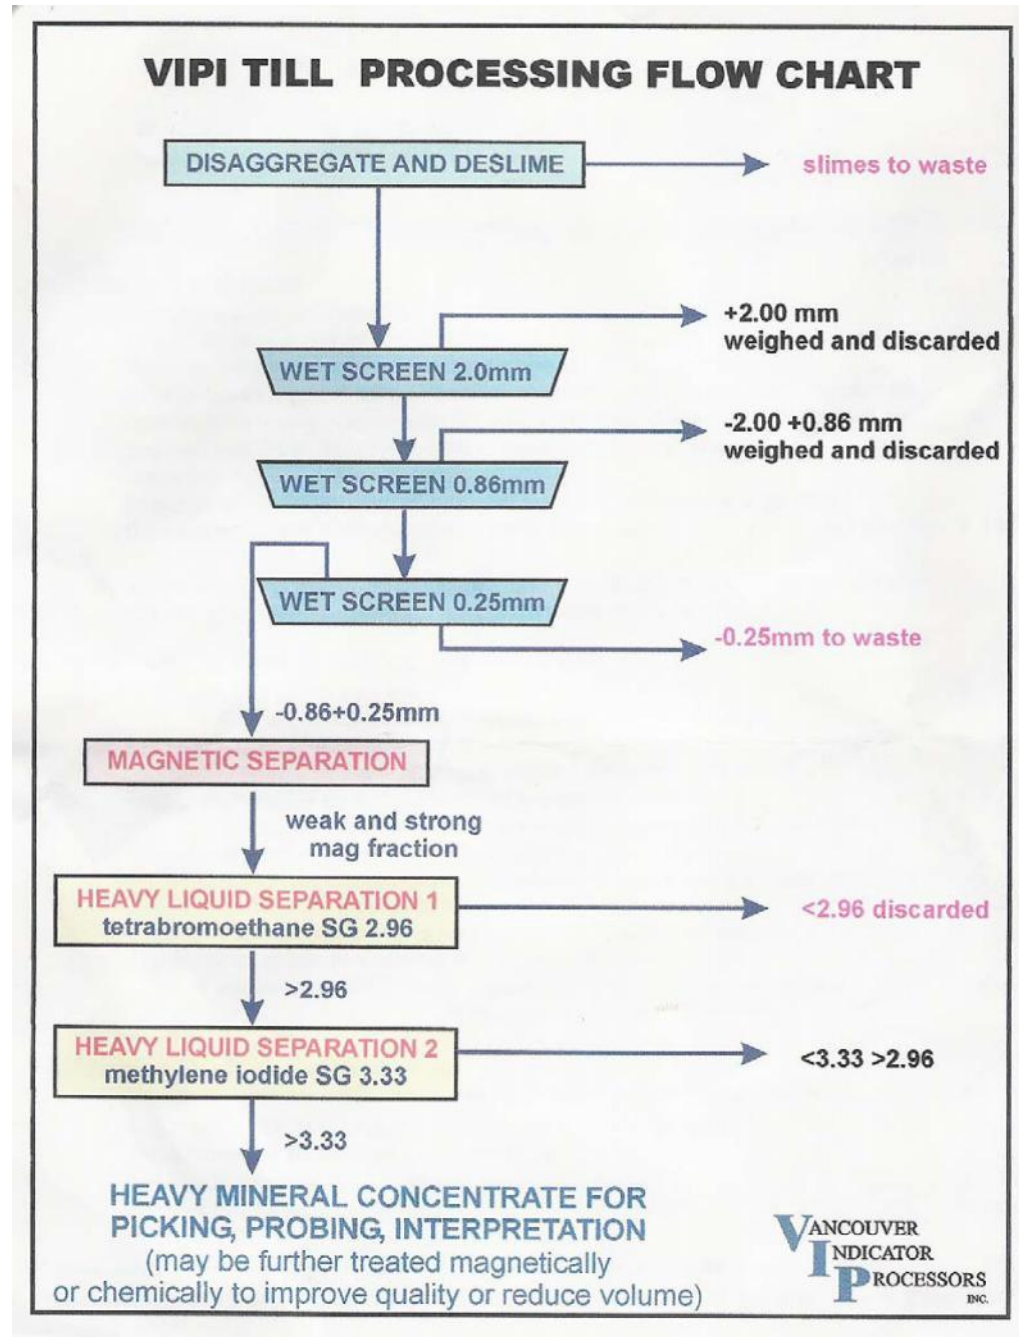 VIPI TILL PROCESSING FLOW CHART
DISAGGREGATE AND DESLIME
slimes to waste
+2.00 mm
weighed and discarded
WET SCREEN 2.0mm
-2.00 +0.86 mm
weighed and discarded
WET SCREEN 0.86mm
WET SCREEN 0.25mm
-0.25mm to waste
-0.86+0.25mm
MAGNETIC SEPARATION
weak and strong
mag fraction
HEAVY LIQUID SEPARATION 1
tetrabromoethane SG 2.96
<2.96 discarded
>2.96
HEAVY LIQUID SEPARATION 2
methylene iodide SG 3.33
<3.33 >2.96
>3.33
HEAVY MINERAL CONCENTRATE FOR
PICKING, PROBING, INTERPRETATION
(may be further treated magnetically
or chemically to improve quality or reduce volume)
VANCOUVER
INDICATOR
PROCESSORS
INC.